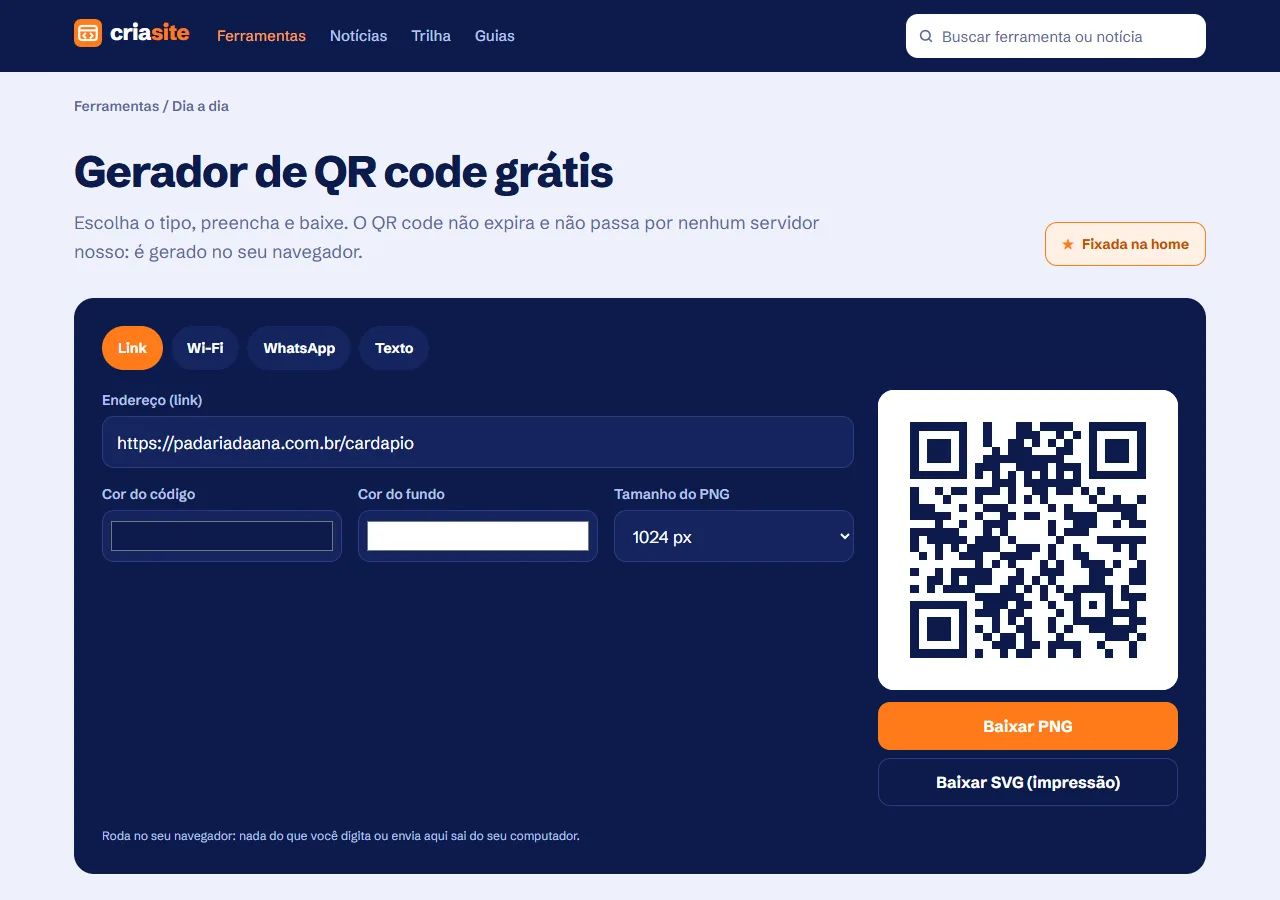 criasite
Ferramentas
Notícias
Trilha
Guias
Buscar ferramenta ou notícia
Ferramentas / Dia a dia
Gerador de QR code grátis
Escolha o tipo, preencha e baixe. O QR code não expira e não passa por nenhum servidor
nosso: é gerado no seu navegador.
★ Fixada na home
Link
Wi-Fi
WhatsApp
Texto
Endereço (link)
https://padariadaana.com.br/cardapio
Cor do código
Cor do fundo
Tamanho do PNG
1024 px
Baixar PNG
Baixar SVG (impressão)
Roda no seu navegador: nada do que você digita ou envia aqui sai do seu computador.